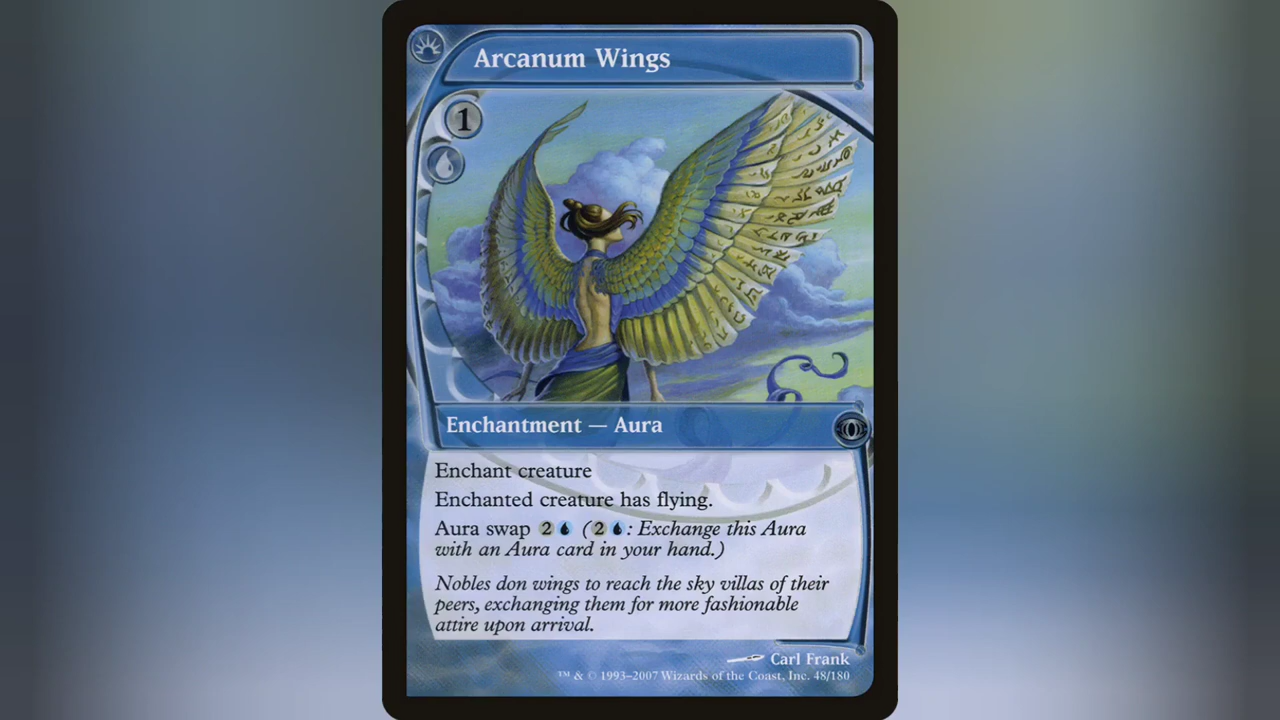 Arcanum Wings
1
Enchantment — Aura
Enchant creature
Enchanted creature has flying.
Aura swap 2 (2 : Exchange this Aura
with an Aura card in your hand.)
Nobles don wings to reach the sky villas of their
peers, exchanging them for more fashionable
attire upon arrival.
Carl Frank
™ & © 1993–2007 Wizards of the Coast, Inc. 48/180